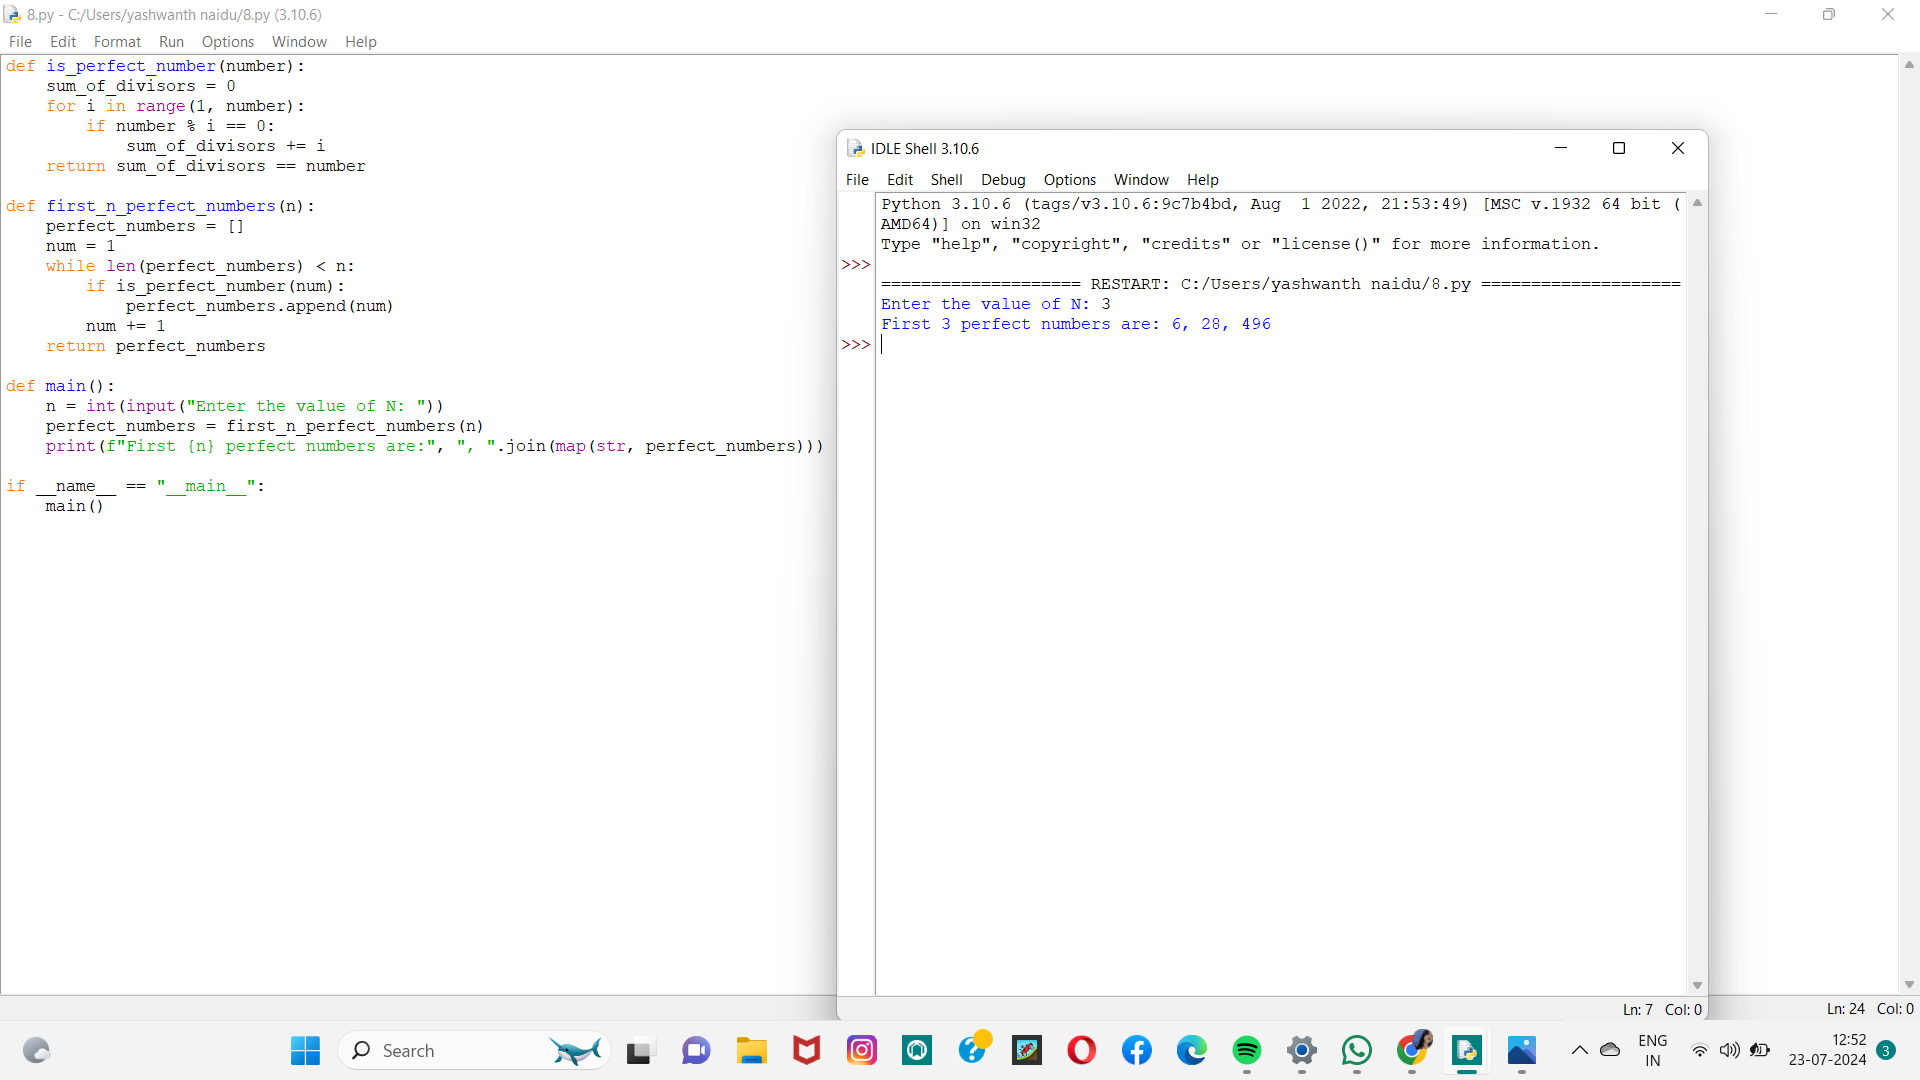 8.py - C:/Users/yashwanth naidu/8.py (3.10.6)
File Edit Format Run Options Window Help
def is_perfect_number(number):
    sum_of_divisors = 0
    for i in range(1, number):
        if number % i == 0:
            sum_of_divisors += i
    return sum_of_divisors == number
def first_n_perfect_numbers(n):
    perfect_numbers = []
    num = 1
    while len(perfect_numbers) < n:
        if is_perfect_number(num):
            perfect_numbers.append(num)
        num += 1
    return perfect_numbers
def main():
    n = int(input("Enter the value of N: "))
    perfect_numbers = first_n_perfect_numbers(n)
    print(f"First {n} perfect numbers are:", ", ".join(map(str, perfect_numbers)))
if __name__ == "__main__":
    main()
IDLE Shell 3.10.6
File Edit Shell Debug Options Window Help
Python 3.10.6 (tags/v3.10.6:9c7b4bd, Aug  1 2022, 21:53:49) [MSC v.1932 64 bit (
AMD64)] on win32
Type "help", "copyright", "credits" or "license()" for more information.
>>>
==================== RESTART: C:/Users/yashwanth naidu/8.py ====================
Enter the value of N: 3
First 3 perfect numbers are: 6, 28, 496
>>>
Ln: 7 Col: 0
Ln: 24 Col: 0
Search
ENG
IN
12:52
23-07-2024
3